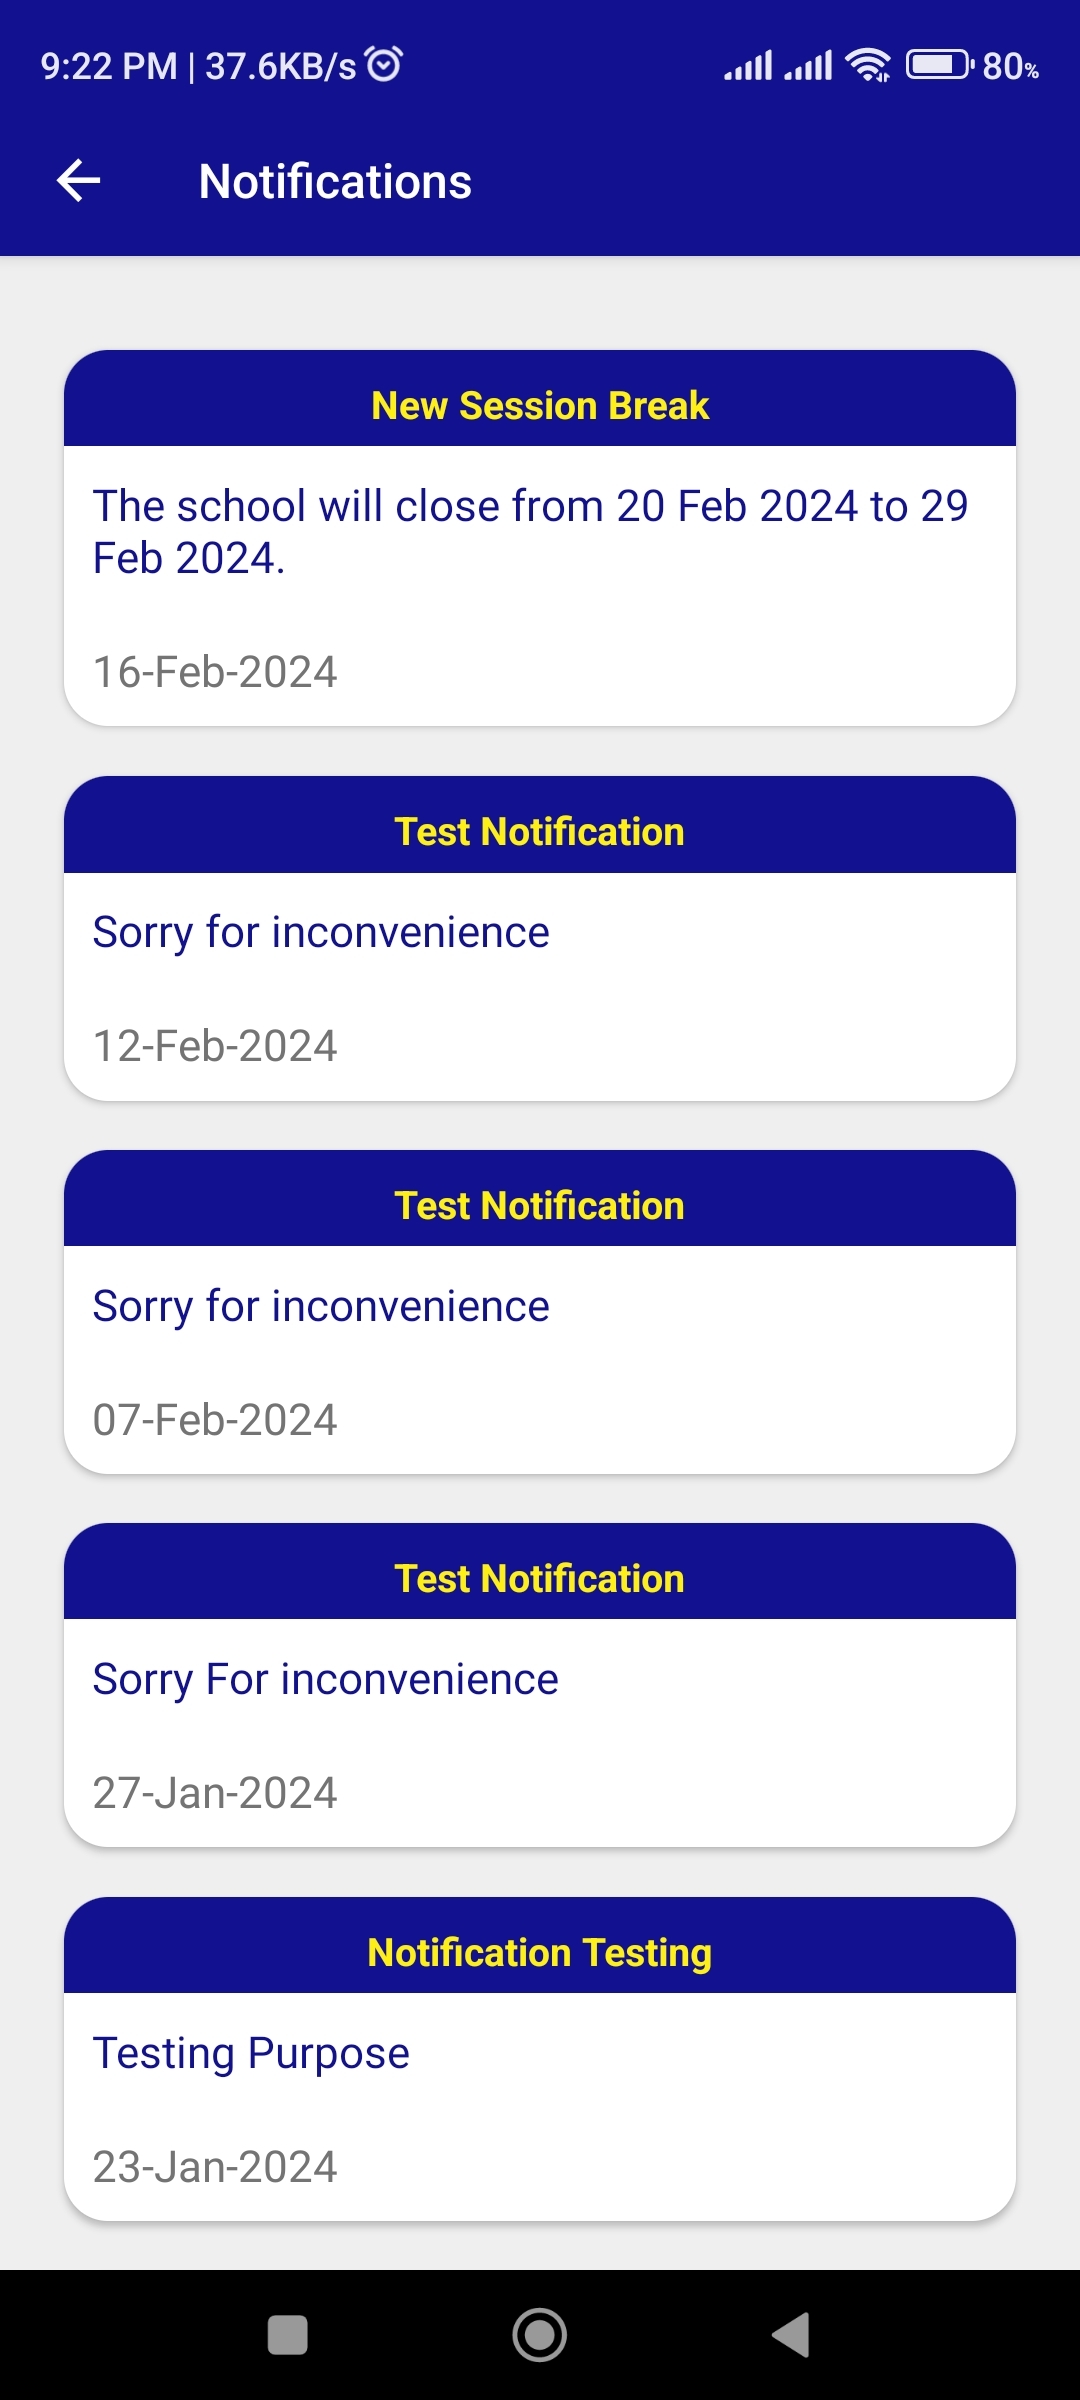 9:22 PM | 37.6KB/s 80%
Notifications
New Session Break
The school will close from 20 Feb 2024 to 29
Feb 2024.
16-Feb-2024
Test Notification
Sorry for inconvenience
12-Feb-2024
Test Notification
Sorry for inconvenience
07-Feb-2024
Test Notification
Sorry For inconvenience
27-Jan-2024
Notification Testing
Testing Purpose
23-Jan-2024